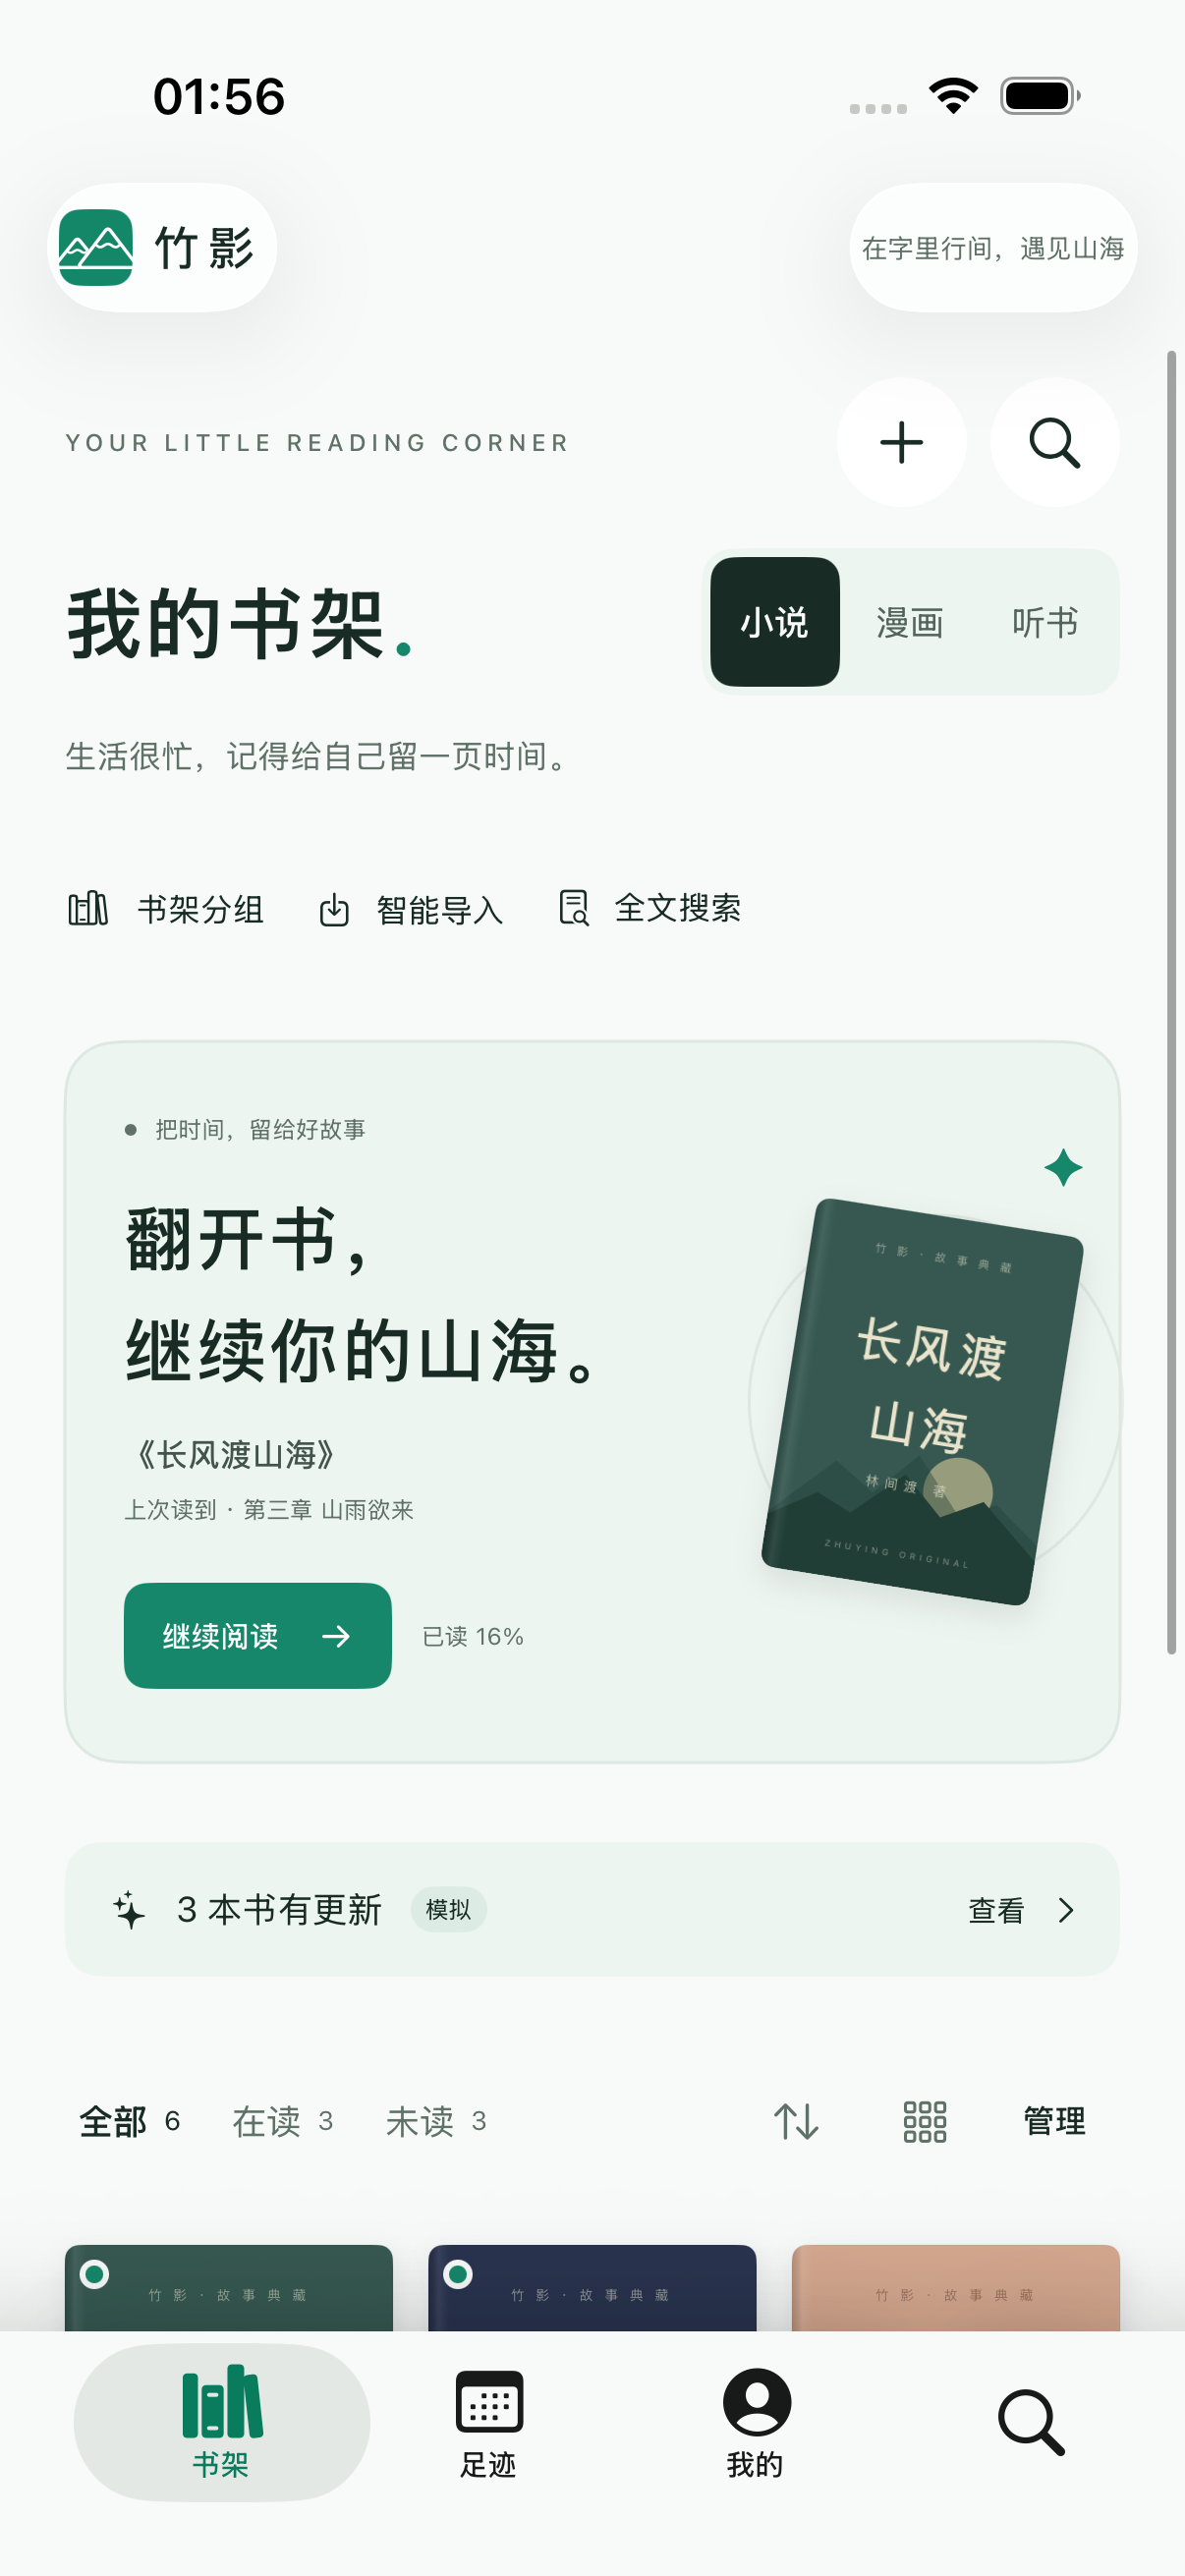 01:56
竹影
在字里行间，遇见山海
YOUR LITTLE READING CORNER
我的书架.
小说 漫画 听书
生活很忙，记得给自己留一页时间。
书架分组 智能导入 全文搜索
把时间，留给好故事
翻开书，
继续你的山海。
《长风渡山海》
上次读到 · 第三章 山雨欲来
继续阅读 → 已读 16%
竹影 · 故事典藏
长风渡
山海
林间渡 著
ZHUYING ORIGINAL
3 本书有更新 模拟 查看
全部 6 在读 3 未读 3 管理
竹影 · 故事典藏 竹影 · 故事典藏 竹影 · 故事典藏
书架 足迹 我的